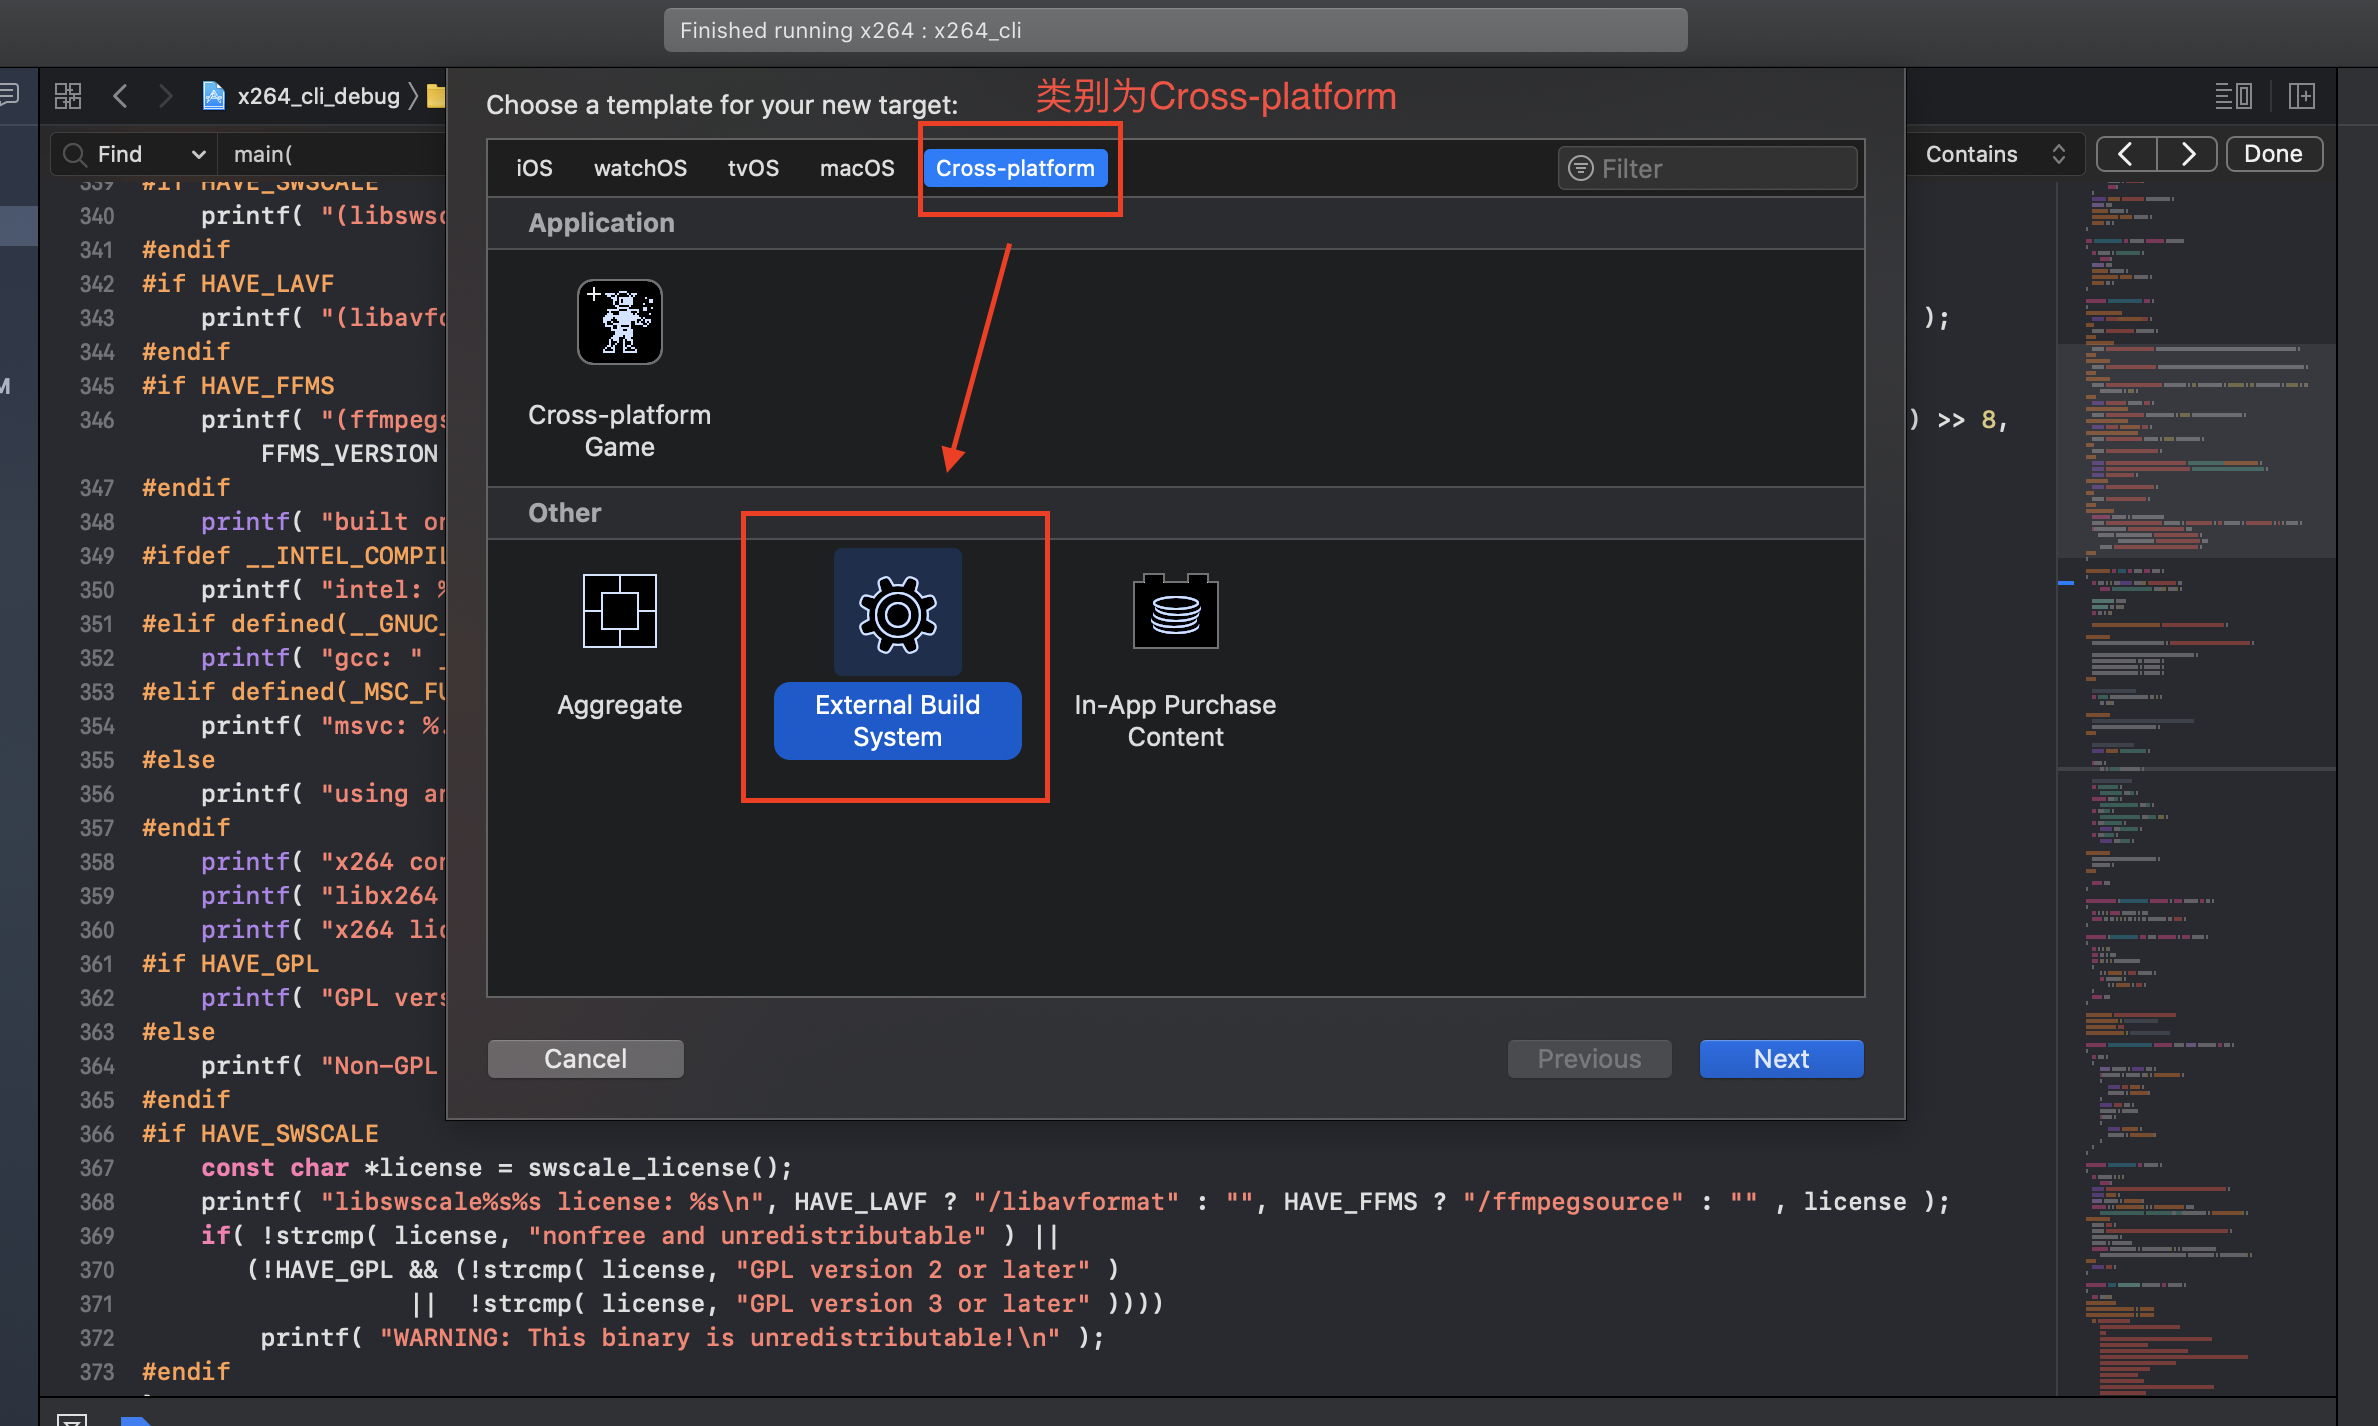 Finished running x264 : x264_cli
x264_cli_debug
Choose a template for your new target:
类别为Cross-platform
Find
main(
Contains
Done
iOS
watchOS
tvOS
macOS
Cross-platform
Filter
Application
Cross-platform
Game
Other
Aggregate
External Build
System
In-App Purchase
Content
Cancel
Previous
Next
339 #if HAVE_SWSCALE
340 printf( "(libswsc
341 #endif
342 #if HAVE_LAVF
343 printf( "(libavfo );
344 #endif
345 #if HAVE_FFMS
346 printf( "(ffmpegs ) >> 8,
FFMS_VERSION
347 #endif
348 printf( "built on
349 #ifdef __INTEL_COMPIL
350 printf( "intel: %
351 #elif defined(__GNUC_
352 printf( "gcc: " _
353 #elif defined(_MSC_FU
354 printf( "msvc: %.
355 #else
356 printf( "using an
357 #endif
358 printf( "x264 con
359 printf( "libx264
360 printf( "x264 lic
361 #if HAVE_GPL
362 printf( "GPL vers
363 #else
364 printf( "Non-GPL
365 #endif
366 #if HAVE_SWSCALE
367 const char *license = swscale_license();
368 printf( "libswscale%s%s license: %s\n", HAVE_LAVF ? "/libavformat" : "", HAVE_FFMS ? "/ffmpegsource" : "" , license );
369 if( !strcmp( license, "nonfree and unredistributable" ) ||
370 (!HAVE_GPL && (!strcmp( license, "GPL version 2 or later" )
371 || !strcmp( license, "GPL version 3 or later" ))))
372 printf( "WARNING: This binary is unredistributable!\n" );
373 #endif